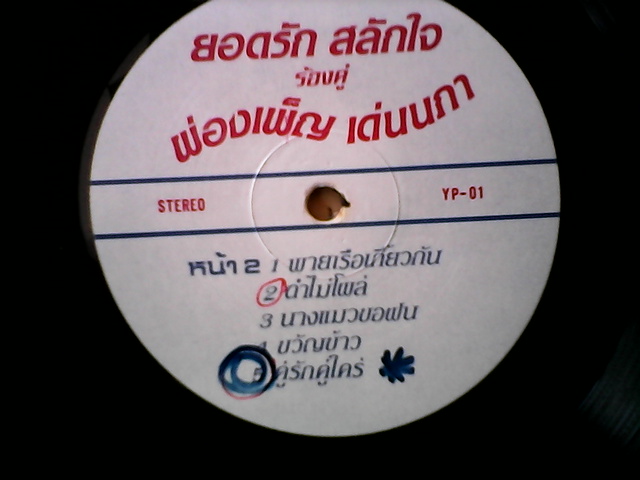 ยอดรัก สลักใจ
ร้องคู่
ผ่องเพ็ญ เด่นนภา
STEREO YP-01
หน้า 2 1 พายเรือเกี้ยวกัน
2 ดำไม่โผล่
3 นางแมวขอฝน
4 ขวัญข้าว
5 คู่รักคู่ใคร่